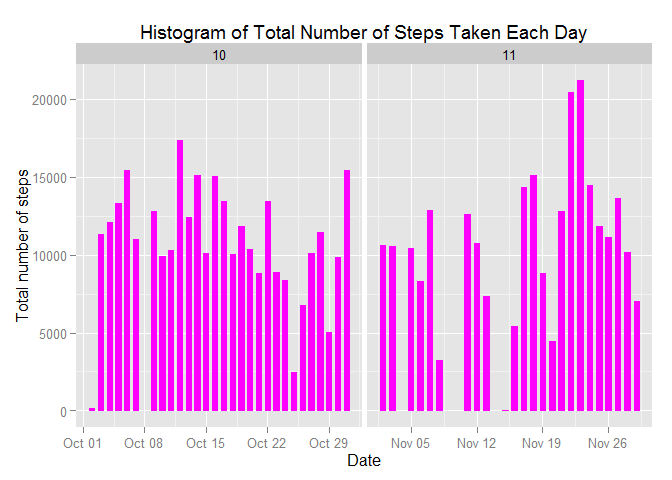 Histogram of Total Number of Steps Taken Each Day
10
11
Total number of steps
20000
15000
10000
5000
0
Oct 01
Oct 08
Oct 15
Oct 22
Oct 29
Nov 05
Nov 12
Nov 19
Nov 26
Date